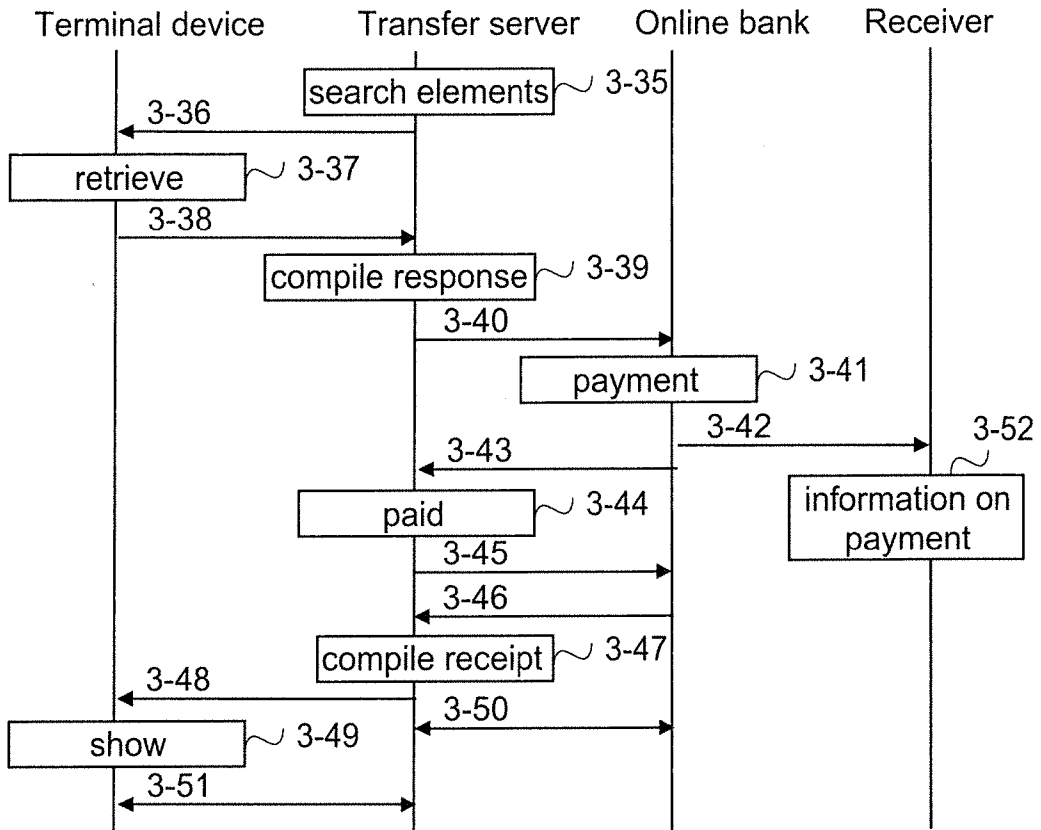 Terminal device
Transfer server
Online bank
Receiver
search elements
3-35
3-36
retrieve
3-37
3-38
compile response
3-39
3-40
payment
3-41
3-42
3-52
3-43
information on
payment
paid
3-44
3-45
3-46
compile receipt
3-47
3-48
3-50
show
3-49
3-51